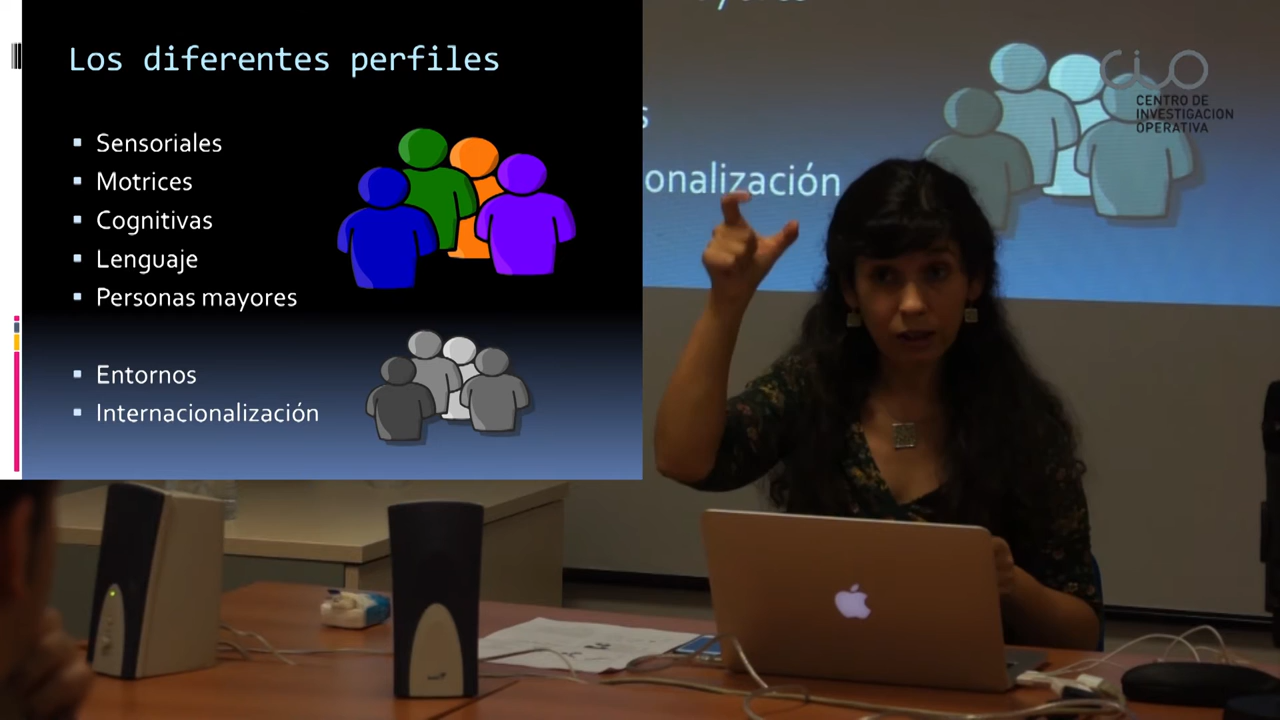 Los diferentes perfiles
Sensoriales
Motrices
Cognitivas
Lenguaje
Personas mayores
Entornos
Internacionalización
onalización
CENTRO DE
INVESTIGACION
OPERATIVA